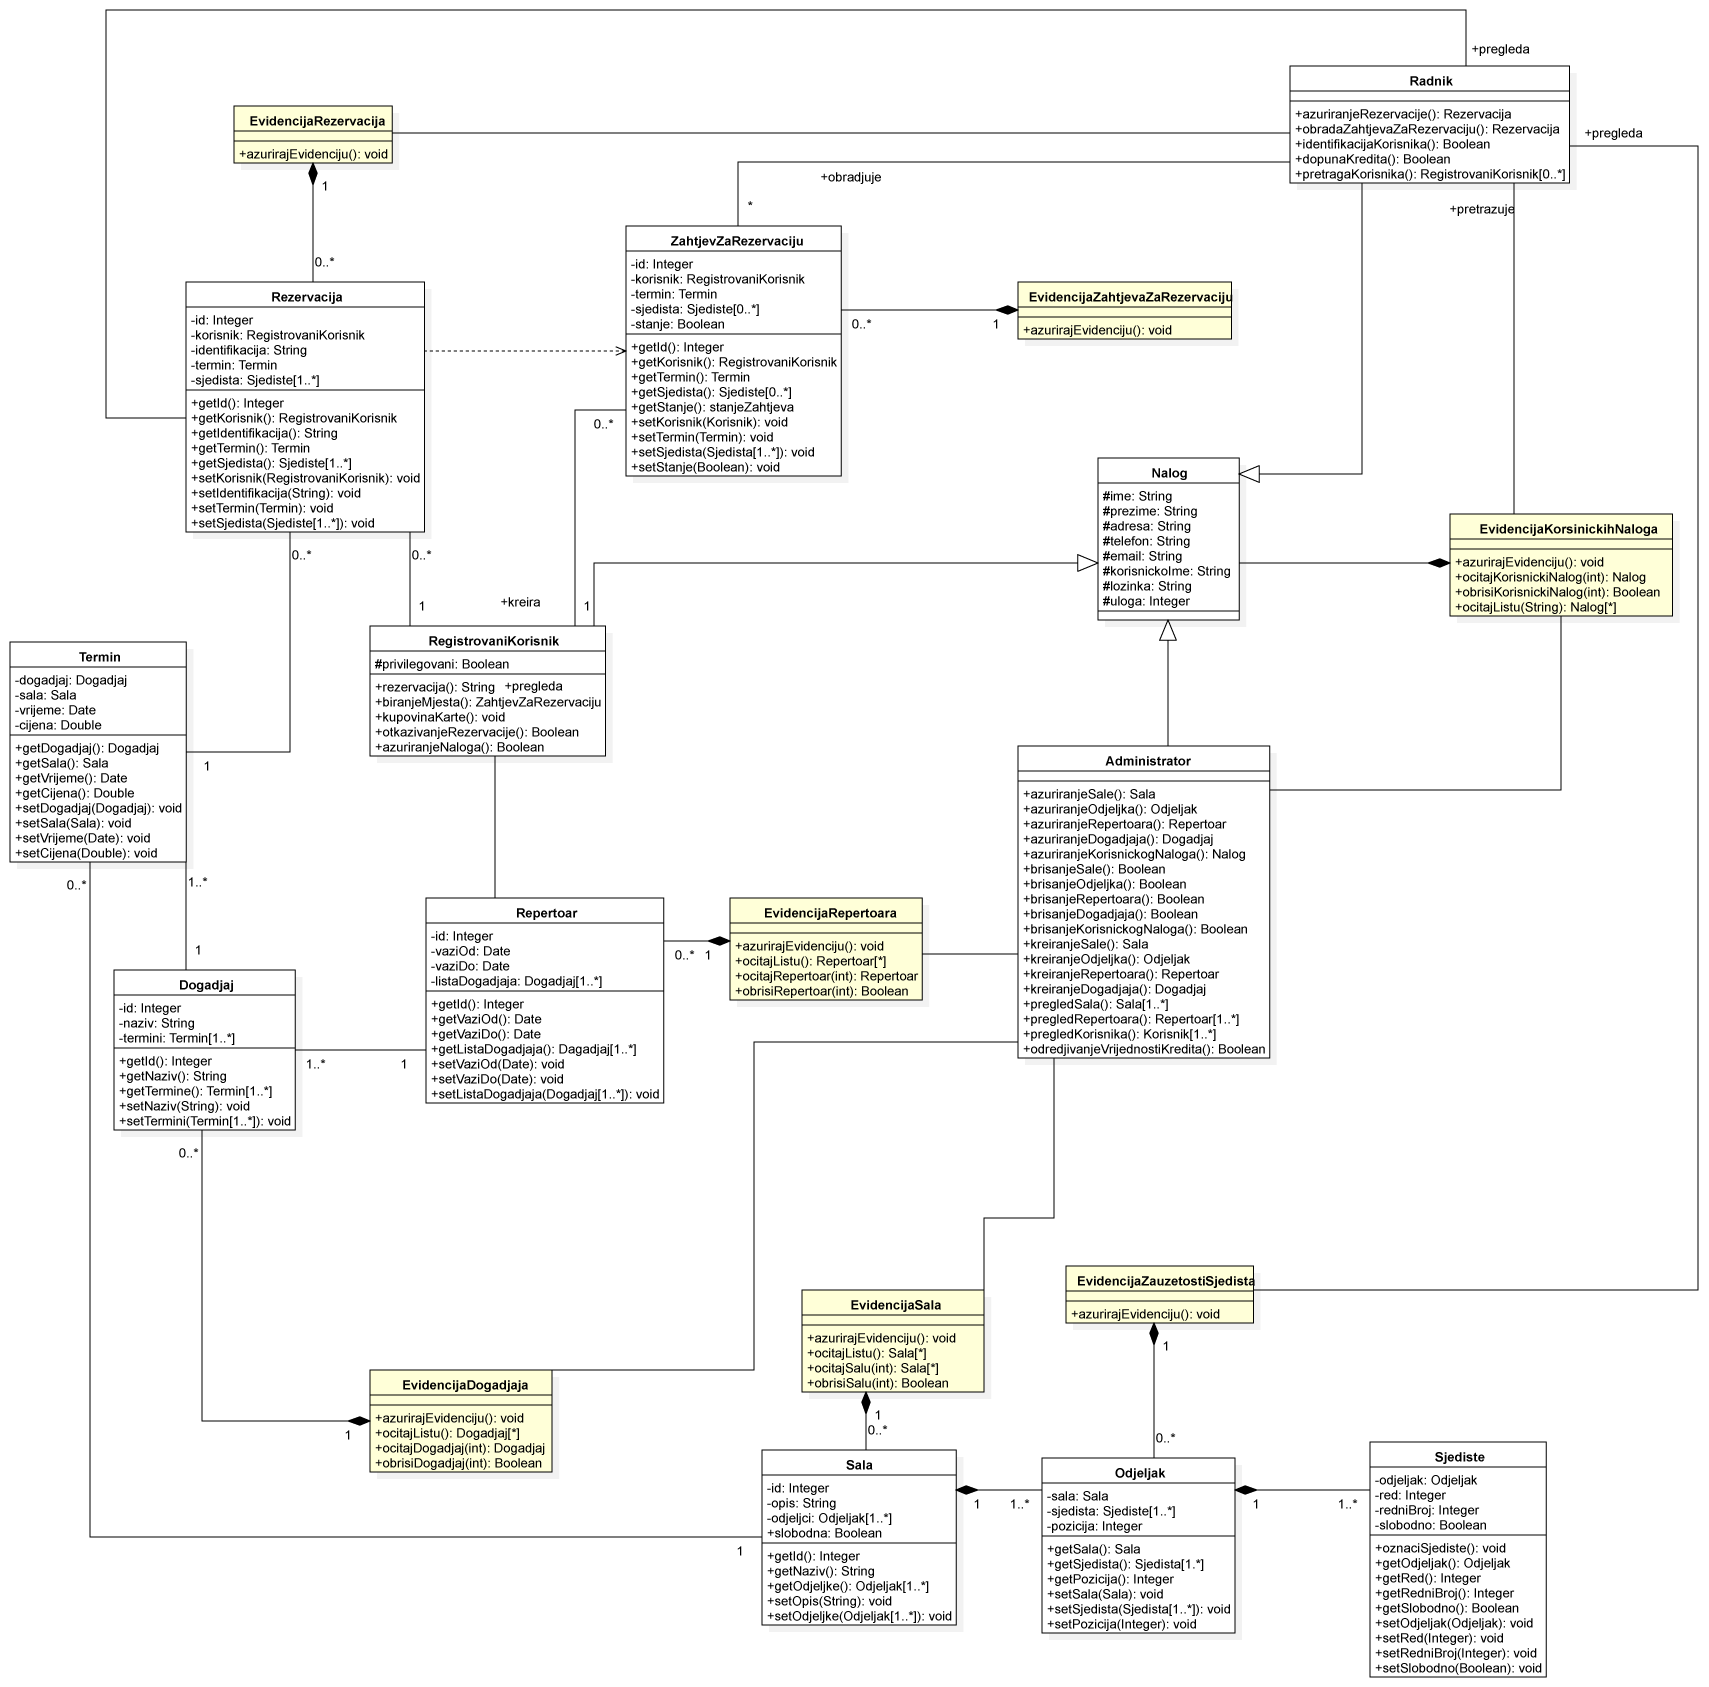 +pregleda
Radnik
+azuriranjeRezervacije(): Rezervacija
+obradaZahtjevaZaRezervaciju(): Rezervacija
+identifikacijaKorisnika(): Boolean
+dopunaKredita(): Boolean
+pretragaKorisnika(): RegistrovaniKorisnik[0..*]
+pregleda
+pretrazuje
EvidencijaRezervacija
+azurirajEvidenciju(): void
1
0..*
+obradjuje
*
ZahtjevZaRezervaciju
-id: Integer
-korisnik: RegistrovaniKorisnik
-termin: Termin
-sjedista: Sjediste[0..*]
-stanje: Boolean
+getId(): Integer
+getKorisnik(): RegistrovaniKorisnik
+getTermin(): Termin
+getSjedista(): Sjediste[0..*]
+getStanje(): stanjeZahtjeva
+setKorisnik(Korisnik): void
+setTermin(Termin): void
+setSjedista(Sjedista[1..*]): void
+setStanje(Boolean): void
0..*
1
EvidencijaZahtjevaZaRezervaciju
+azurirajEvidenciju(): void
Rezervacija
-id: Integer
-korisnik: RegistrovaniKorisnik
-identifikacija: String
-termin: Termin
-sjedista: Sjediste[1..*]
+getId(): Integer
+getKorisnik(): RegistrovaniKorisnik
+getIdentifikacija(): String
+getTermin(): Termin
+getSjedista(): Sjediste[1..*]
+setKorisnik(RegistrovaniKorisnik): void
+setIdentifikacija(String): void
+setTermin(Termin): void
+setSjedista(Sjediste[1..*]): void
0..*
0..*
0..*
1
+kreira
1
Nalog
#ime: String
#prezime: String
#adresa: String
#telefon: String
#email: String
#korisnickoIme: String
#lozinka: String
#uloga: Integer
EvidencijaKorsinickihNaloga
+azurirajEvidenciju(): void
+ocitajKorisnickiNalog(int): Nalog
+obrisiKorisnickiNalog(int): Boolean
+ocitajListu(String): Nalog[*]
RegistrovaniKorisnik
#privilegovani: Boolean
+rezervacija(): String
+pregleda
+biranjeMjesta(): ZahtjevZaRezervaciju
+kupovinaKarte(): void
+otkazivanjeRezervacije(): Boolean
+azuriranjeNaloga(): Boolean
Termin
-dogadjaj: Dogadjaj
-sala: Sala
-vrijeme: Date
-cijena: Double
+getDogadjaj(): Dogadjaj
+getSala(): Sala
+getVrijeme(): Date
+getCijena(): Double
+setDogadjaj(Dogadjaj): void
+setSala(Sala): void
+setVrijeme(Date): void
+setCijena(Double): void
1
0..*
1..*
1
Administrator
+azuriranjeSale(): Sala
+azuriranjeOdjeljka(): Odjeljak
+azuriranjeRepertoara(): Repertoar
+azuriranjeDogadjaja(): Dogadjaj
+azuriranjeKorisnickogNaloga(): Nalog
+brisanjeSale(): Boolean
+brisanjeOdjeljka(): Boolean
+brisanjeRepertoara(): Boolean
+brisanjeDogadjaja(): Boolean
+brisanjeKorisnickogNaloga(): Boolean
+kreiranjeSale(): Sala
+kreiranjeOdjeljka(): Odjeljak
+kreiranjeRepertoara(): Repertoar
+kreiranjeDogadjaja(): Dogadjaj
+pregledSala(): Sala[1..*]
+pregledRepertoara(): Repertoar[1..*]
+pregledKorisnika(): Korisnik[1..*]
+odredjivanjeVrijednostiKredita(): Boolean
Repertoar
-id: Integer
-vaziOd: Date
-vaziDo: Date
-listaDogadjaja: Dogadjaj[1..*]
+getId(): Integer
+getVaziOd(): Date
+getVaziDo(): Date
+getListaDogadjaja(): Dagadjaj[1..*]
+setVaziOd(Date): void
+setVaziDo(Date): void
+setListaDogadjaja(Dogadjaj[1..*]): void
0..*
1
EvidencijaRepertoara
+azurirajEvidenciju(): void
+ocitajListu(): Repertoar[*]
+ocitajRepertoar(int): Repertoar
+obrisiRepertoar(int): Boolean
Dogadjaj
-id: Integer
-naziv: String
-termini: Termin[1..*]
+getId(): Integer
+getNaziv(): String
+getTermine(): Termin[1..*]
+setNaziv(String): void
+setTermini(Termin[1..*]): void
1..*
1
0..*
EvidencijaSala
+azurirajEvidenciju(): void
+ocitajListu(): Sala[*]
+ocitajSalu(int): Sala[*]
+obrisiSalu(int): Boolean
1
0..*
EvidencijaZauzetostiSjedista
+azurirajEvidenciju(): void
1
0..*
EvidencijaDogadjaja
+azurirajEvidenciju(): void
+ocitajListu(): Dogadjaj[*]
+ocitajDogadjaj(int): Dogadjaj
+obrisiDogadjaj(int): Boolean
1
Sala
-id: Integer
-opis: String
-odjeljci: Odjeljak[1..*]
+slobodna: Boolean
+getId(): Integer
+getNaziv(): String
+getOdjeljke(): Odjeljak[1..*]
+setOpis(String): void
+setOdjeljke(Odjeljak[1..*]): void
1
1
1..*
Odjeljak
-sala: Sala
-sjedista: Sjediste[1..*]
-pozicija: Integer
+getSala(): Sala
+getSjedista(): Sjedista[1.*]
+getPozicija(): Integer
+setSala(Sala): void
+setSjedista(Sjedista[1..*]): void
+setPozicija(Integer): void
1
1..*
Sjediste
-odjeljak: Odjeljak
-red: Integer
-redniBroj: Integer
-slobodno: Boolean
+oznaciSjediste(): void
+getOdjeljak(): Odjeljak
+getRed(): Integer
+getRedniBroj(): Integer
+getSlobodno(): Boolean
+setOdjeljak(Odjeljak): void
+setRed(Integer): void
+setRedniBroj(Integer): void
+setSlobodno(Boolean): void